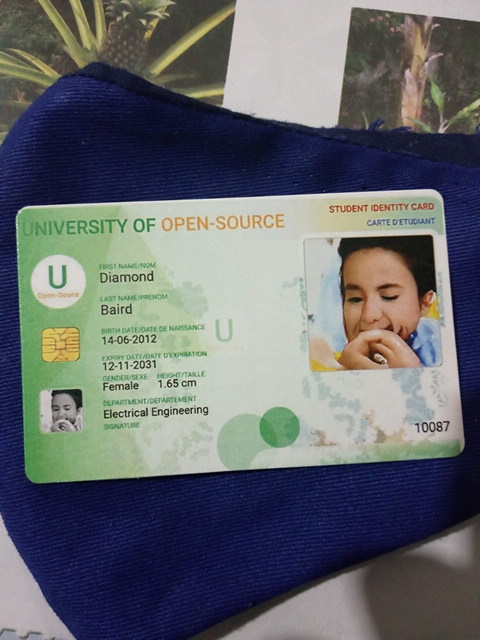 UNIVERSITY OF OPEN-SOURCE
STUDENT IDENTITY CARD
CARTE D'ETUDIANT
U
Open-Source
FIRST NAME/NOM
Diamond
LAST NAME/PRENOM
Baird
BIRTH DATE/DATE DE NAISSANCE
14-06-2012
U
EXPIRY DATE/DATE D'EXPIRATION
12-11-2031
GENDER/SEXE HEIGHT/TAILLE
Female 1.65 cm
DEPARTMENT/DEPARTEMENT
Electrical Engineering
SIGNATURE
10087